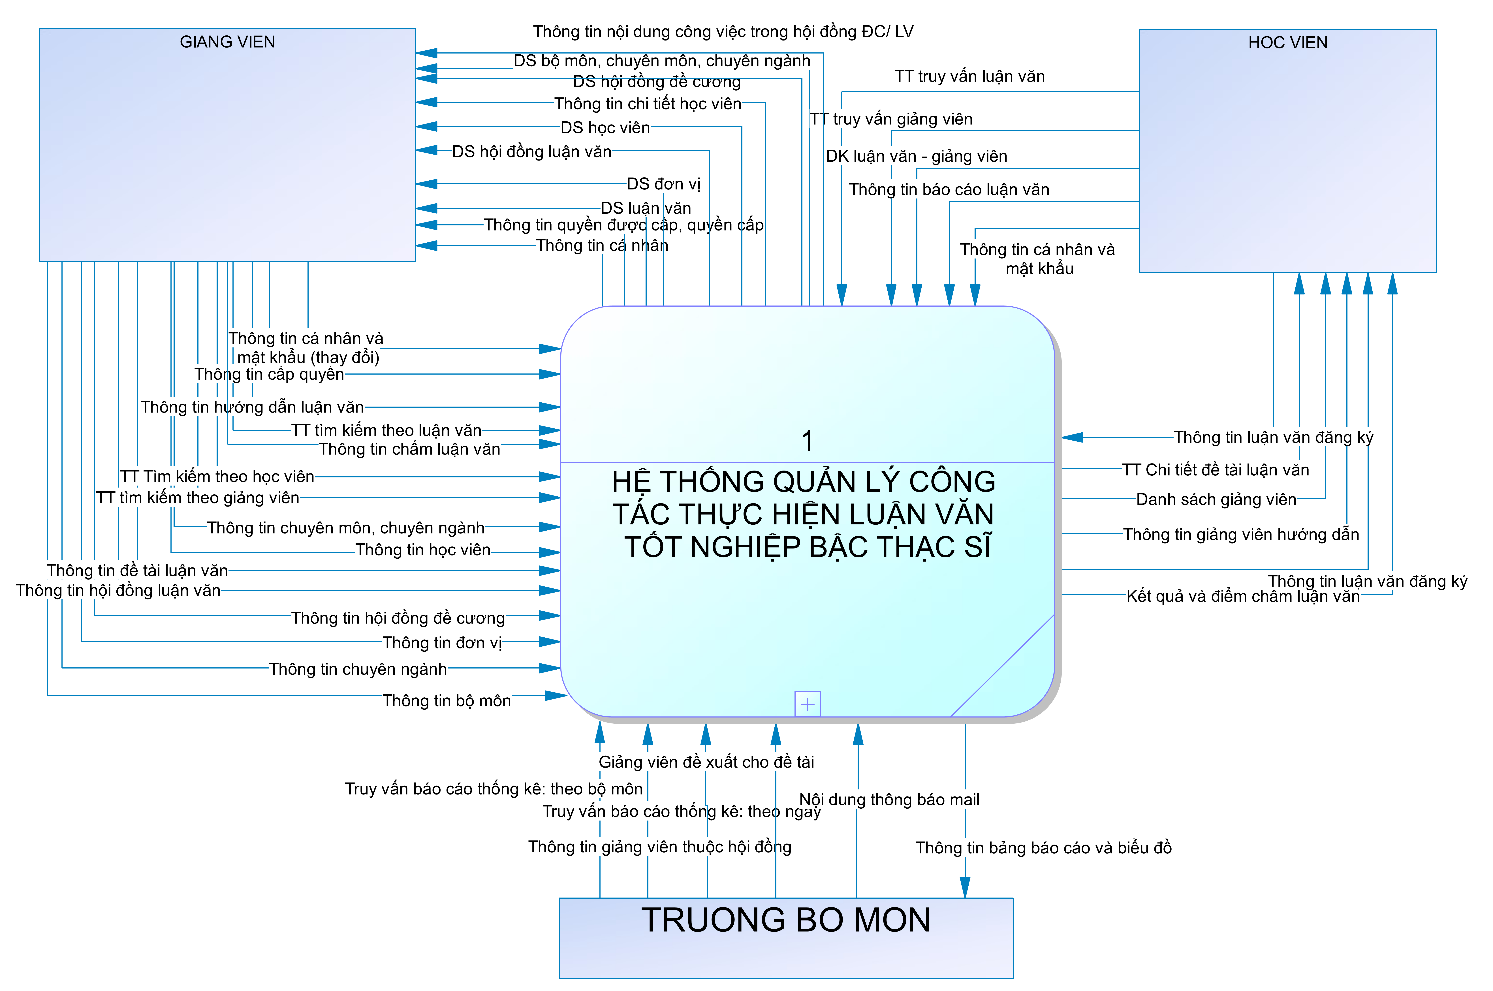 GIANG VIEN
Thông tin nội dung công việc trong hội đồng ĐC/ LV
HOC VIEN
DS bộ môn, chuyên môn, chuyên ngành
DS hội đồng đề cương
Thông tin chi tiết học viên
DS học viên
DS hội đồng luận văn
DS đơn vị
DS luận văn
Thông tin quyền được cấp, quyền cấp
Thông tin cá nhân
TT truy vấn luận văn
TT truy vấn giảng viên
DK luận văn - giảng viên
Thông tin báo cáo luận văn
Thông tin cá nhân và
mật khẩu
Thông tin cá nhân và
mật khẩu (thay đổi)
Thông tin cấp quyền
Thông tin hướng dẫn luận văn
TT tìm kiếm theo luận văn
Thông tin chấm luận văn
TT Tìm kiếm theo học viên
TT tìm kiếm theo giảng viên
Thông tin chuyên môn, chuyên ngành
Thông tin học viên
Thông tin đề tài luận văn
Thông tin hội đồng luận văn
Thông tin hội đồng đề cương
Thông tin đơn vị
Thông tin chuyên ngành
Thông tin bộ môn
1
HỆ THỐNG QUẢN LÝ CÔNG
TÁC THỰC HIỆN LUẬN VĂN
TỐT NGHIỆP BẬC THẠC SĨ
Thông tin luận văn đăng ký
TT Chi tiết đề tài luận văn
Danh sách giảng viên
Thông tin giảng viên hướng dẫn
Thông tin luận văn đăng ký
Kết quả và điểm chấm luận văn
Giảng viên đề xuất cho đề tài
Truy vấn báo cáo thống kê: theo bộ môn
Nội dung thông báo mail
Truy vấn báo cáo thống kê: theo ngay
Thông tin giảng viên thuộc hội đồng
Thông tin bảng báo cáo và biểu đồ
TRUONG BO MON